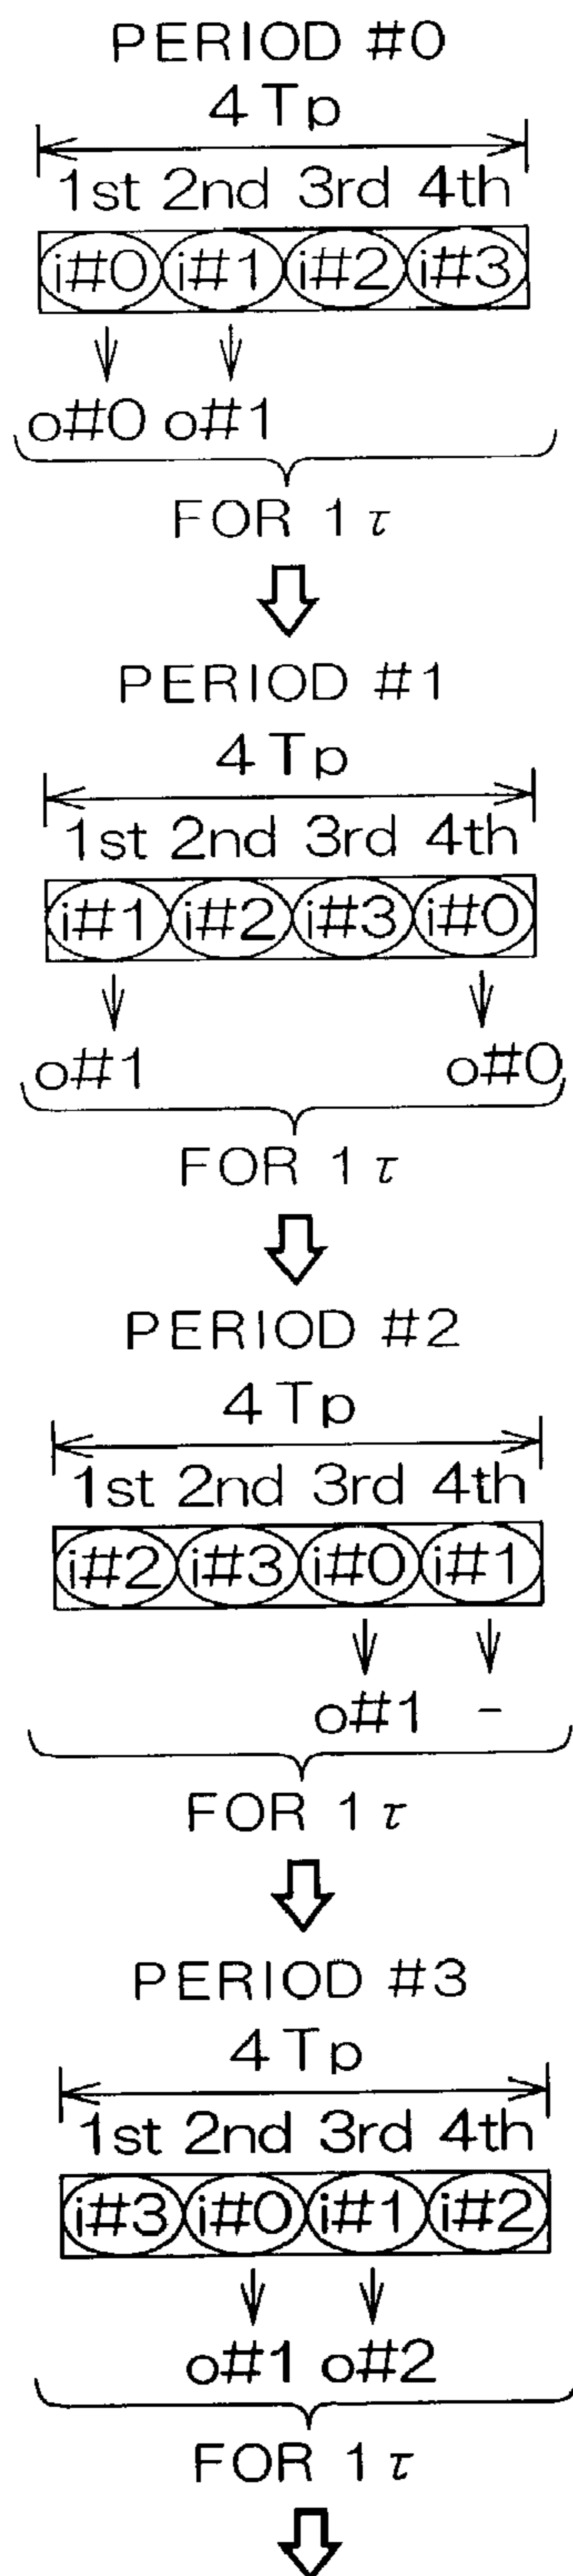 PERIOD #0
4Tp
1st 2nd 3rd 4th
i#0 i#1 i#2 i#3
o#0 o#1
FOR 1τ
PERIOD #1
4Tp
1st 2nd 3rd 4th
i#1 i#2 i#3 i#0
o#1 o#0
FOR 1τ
PERIOD #2
4Tp
1st 2nd 3rd 4th
i#2 i#3 i#0 i#1
o#1 -
FOR 1τ
PERIOD #3
4Tp
1st 2nd 3rd 4th
i#3 i#0 i#1 i#2
o#1 o#2
FOR 1τ